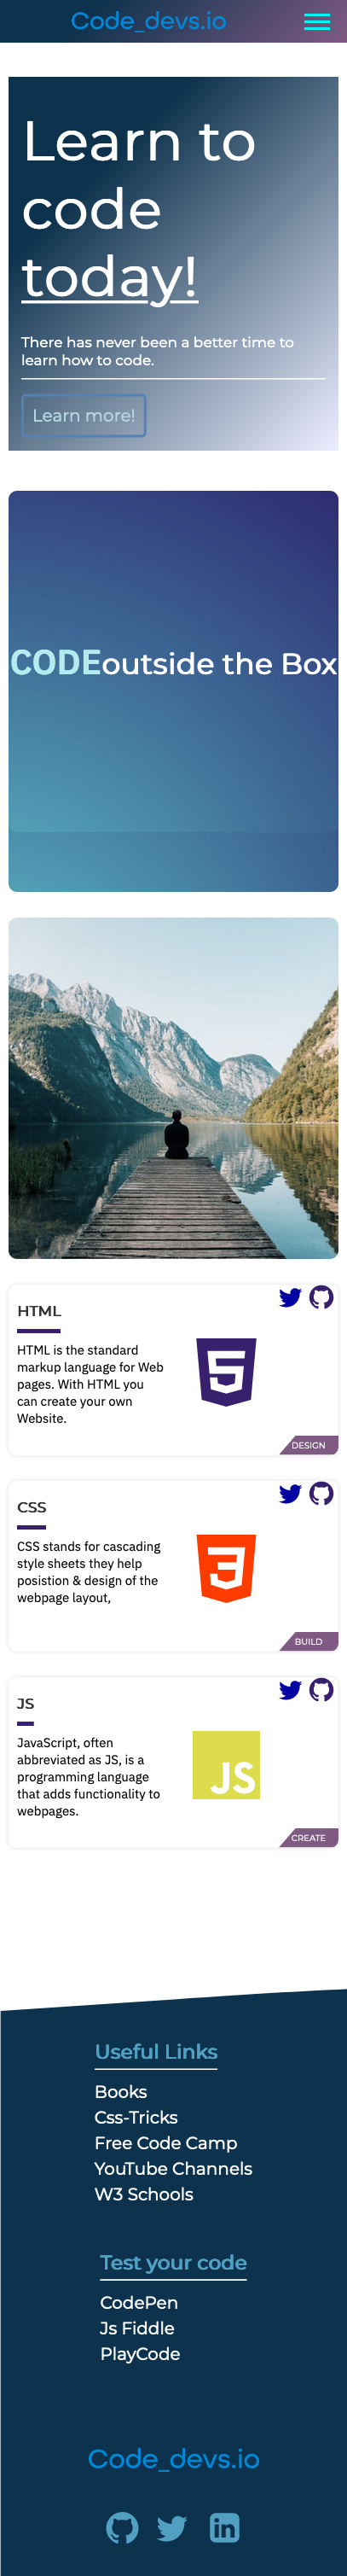 Code_devs.io
Learn to
code
today!
There has never been a better time to
learn how to code.
Learn more!
CODEoutside the Box
HTML
HTML is the standard
markup language for Web
pages. With HTML you
can create your own
Website.
5
DESIGN
CSS
CSS stands for cascading
style sheets they help
posistion & design of the
webpage layout,
3
BUILD
JS
JavaScript, often
abbreviated as JS, is a
programming language
that adds functionality to
webpages.
JS
CREATE
Useful Links
Books
Css-Tricks
Free Code Camp
YouTube Channels
W3 Schools
Test your code
CodePen
Js Fiddle
PlayCode
Code_devs.io
in